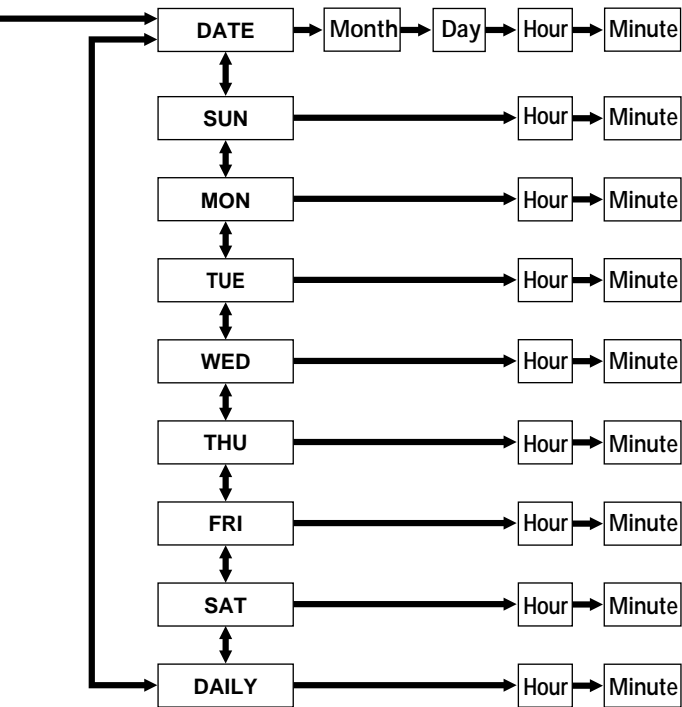 DATE Month Day Hour Minute
SUN Hour Minute
MON Hour Minute
TUE Hour Minute
WED Hour Minute
THU Hour Minute
FRI Hour Minute
SAT Hour Minute
DAILY Hour Minute